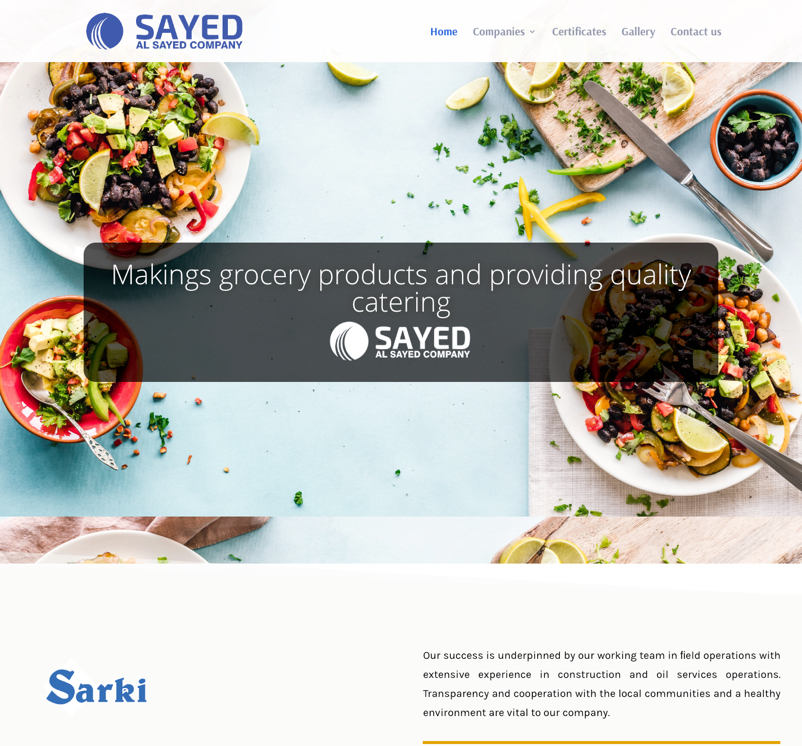 SAYED
AL SAYED COMPANY
Home
Companies
Certificates
Gallery
Contact us
Makings grocery products and providing quality
catering
SAYED
AL SAYED COMPANY
Sarki
Our success is underpinned by our working team in field operations with
extensive experience in construction and oil services operations.
Transparency and cooperation with the local communities and a healthy
environment are vital to our company.